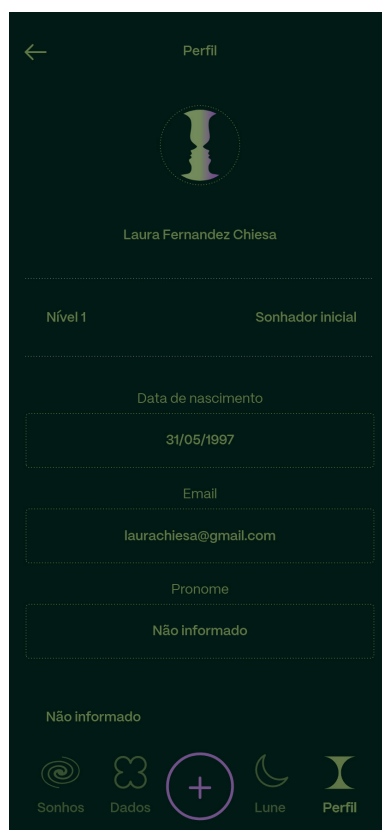 Perfil
Laura Fernandez Chiesa
Nível 1
Sonhador inicial
Data de nascimento
31/05/1997
Email
laurachiesa@gmail.com
Pronome
Não informado
Não informado
Sonhos
Dados
Lune
Perfil